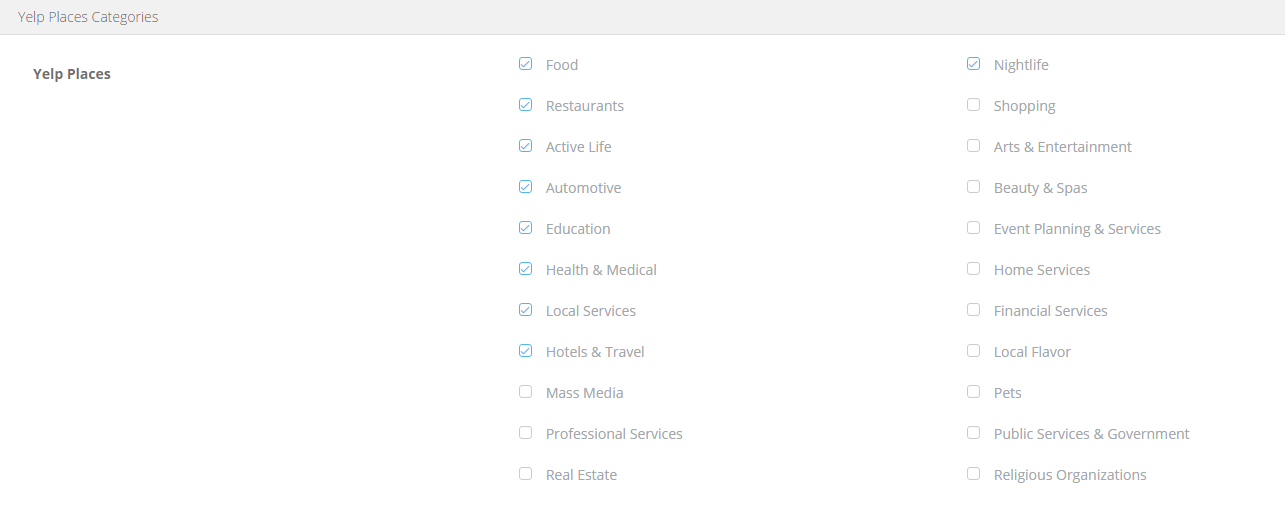 Yelp Places Categories
Yelp Places
Food
Nightlife
Restaurants
Shopping
Active Life
Arts & Entertainment
Automotive
Beauty & Spas
Education
Event Planning & Services
Health & Medical
Home Services
Local Services
Financial Services
Hotels & Travel
Local Flavor
Mass Media
Pets
Professional Services
Public Services & Government
Real Estate
Religious Organizations